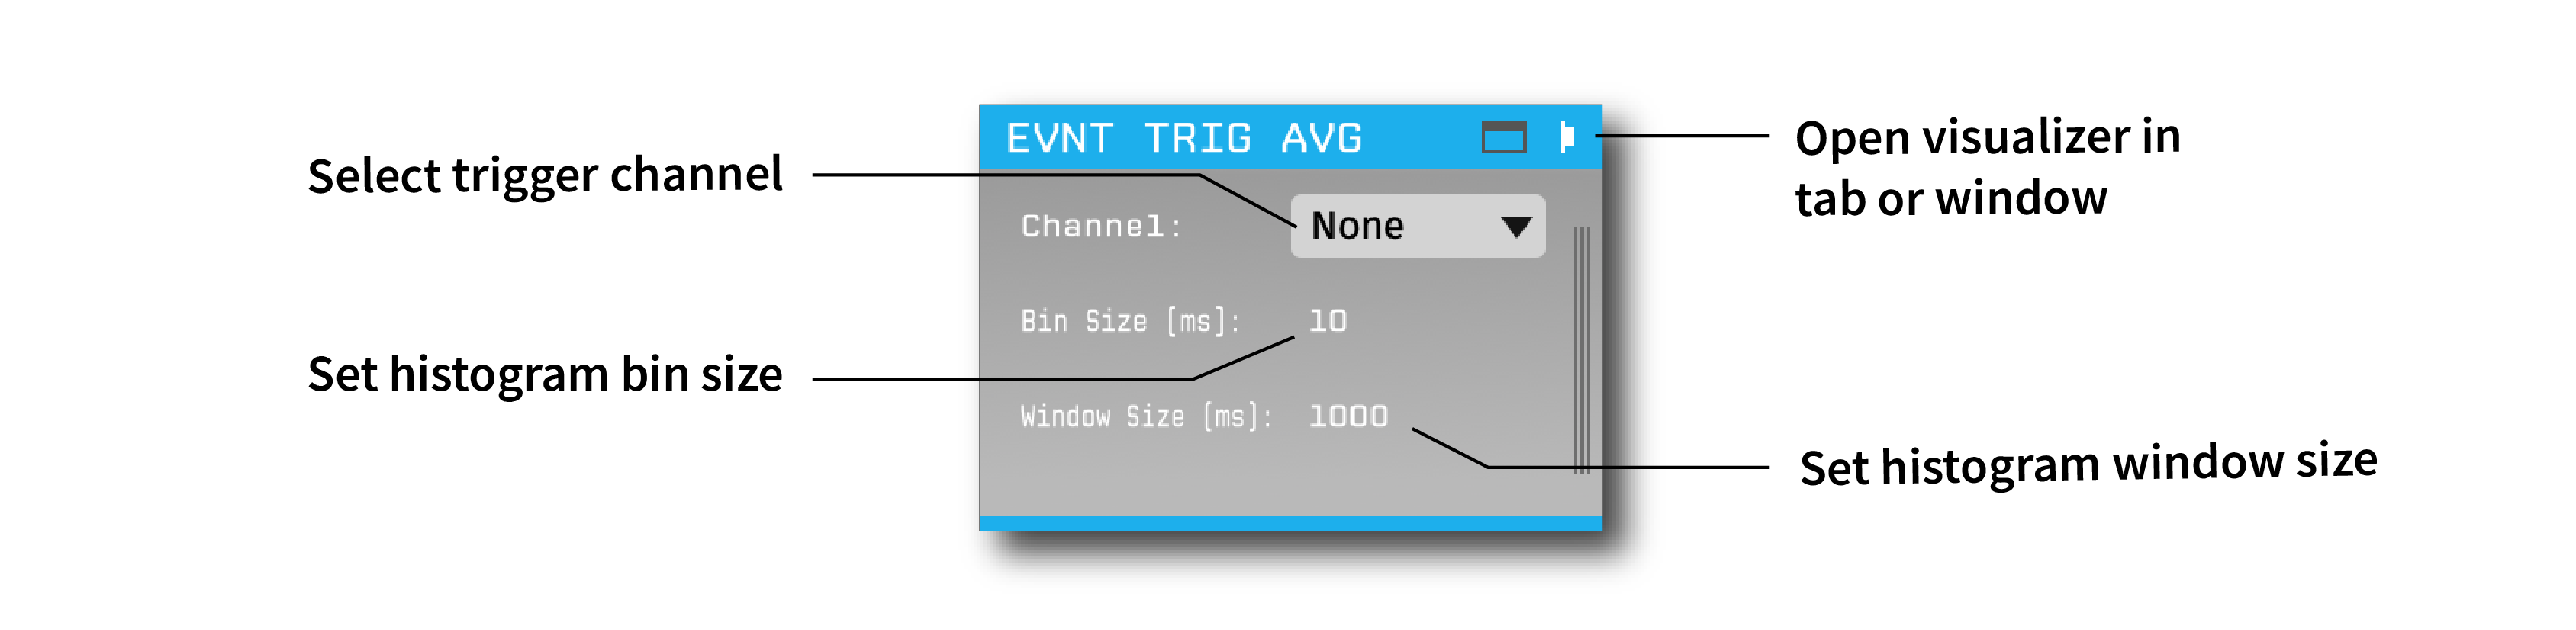 EVNT TRIG AVG
Open visualizer in
tab or window
Select trigger channel
Channel:
None
Bin Size (ms):
10
Set histogram bin size
Window Size (ms):
1000
Set histogram window size